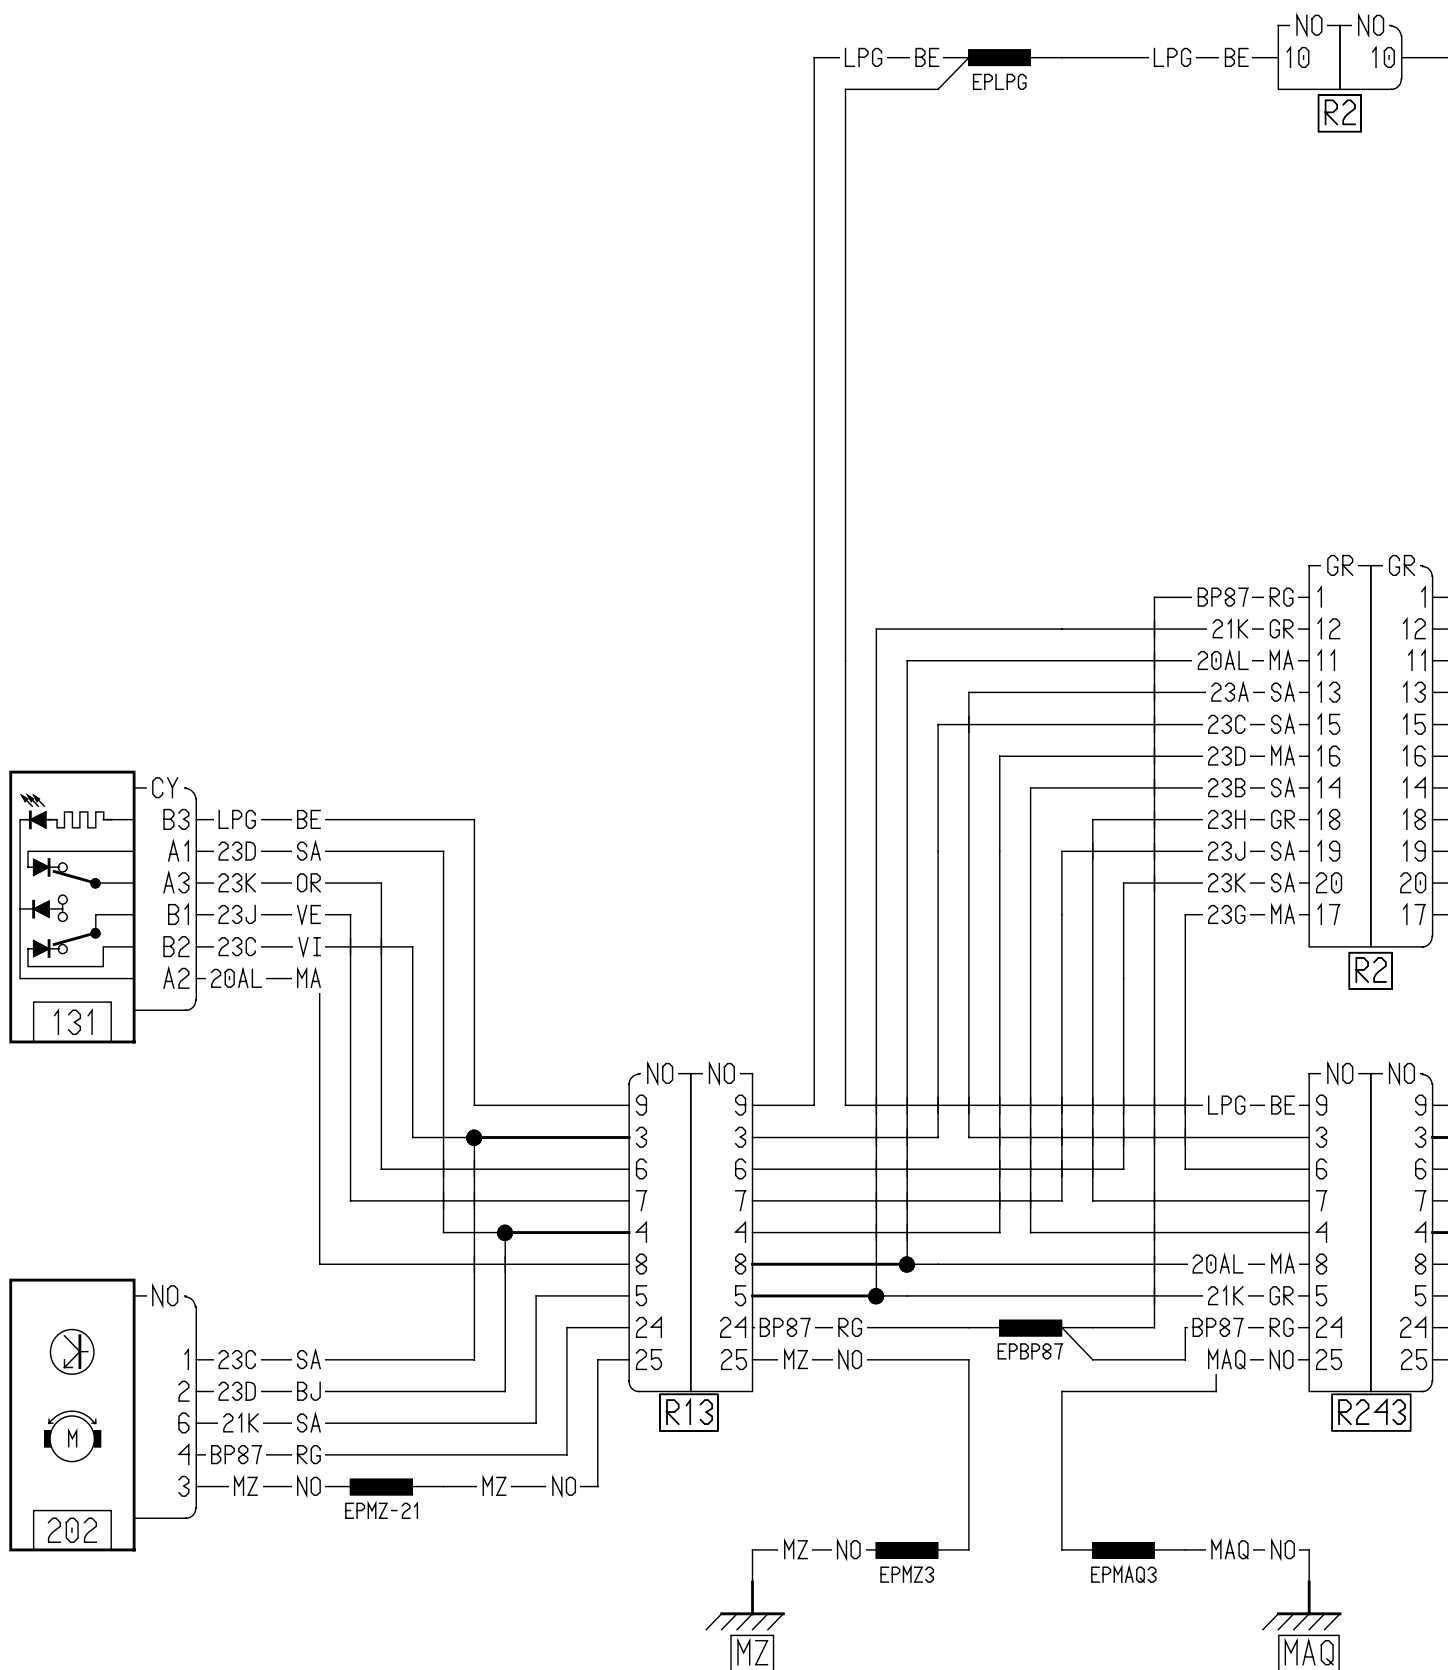 NO NO
LPG BE LPG BE 10 10
EPLPG
R2
GR GR
BP87 RG 1 1
21K GR 12 12
20AL MA 11 11
23A SA 13 13
23C SA 15 15
23D MA 16 16
23B SA 14 14
23H GR 18 18
23J SA 19 19
23K SA 20 20
23G MA 17 17
R2
CY
B3 LPG BE
A1 23D SA
A3 23K OR
B1 23J VE
B2 23C VI
A2 20AL MA
131
NO NO NO NO
9 9 LPG BE 9 9
3 3 3 3
6 6 6 6
7 7 7 7
4 4 4 4
8 8 20AL MA 8 8
5 5 21K GR 5 5
24 24 BP87 RG BP87 RG 24 24
EPBP87
25 25 MZ NO MAQ NO 25 25
R13 R243
NO
1 23C SA
2 23D BJ
6 21K SA
M
4 BP87 RG
3 MZ NO MZ NO
EPMZ-21
202
MZ NO MAQ NO
EPMZ3 EPMAQ3
MZ MAQ